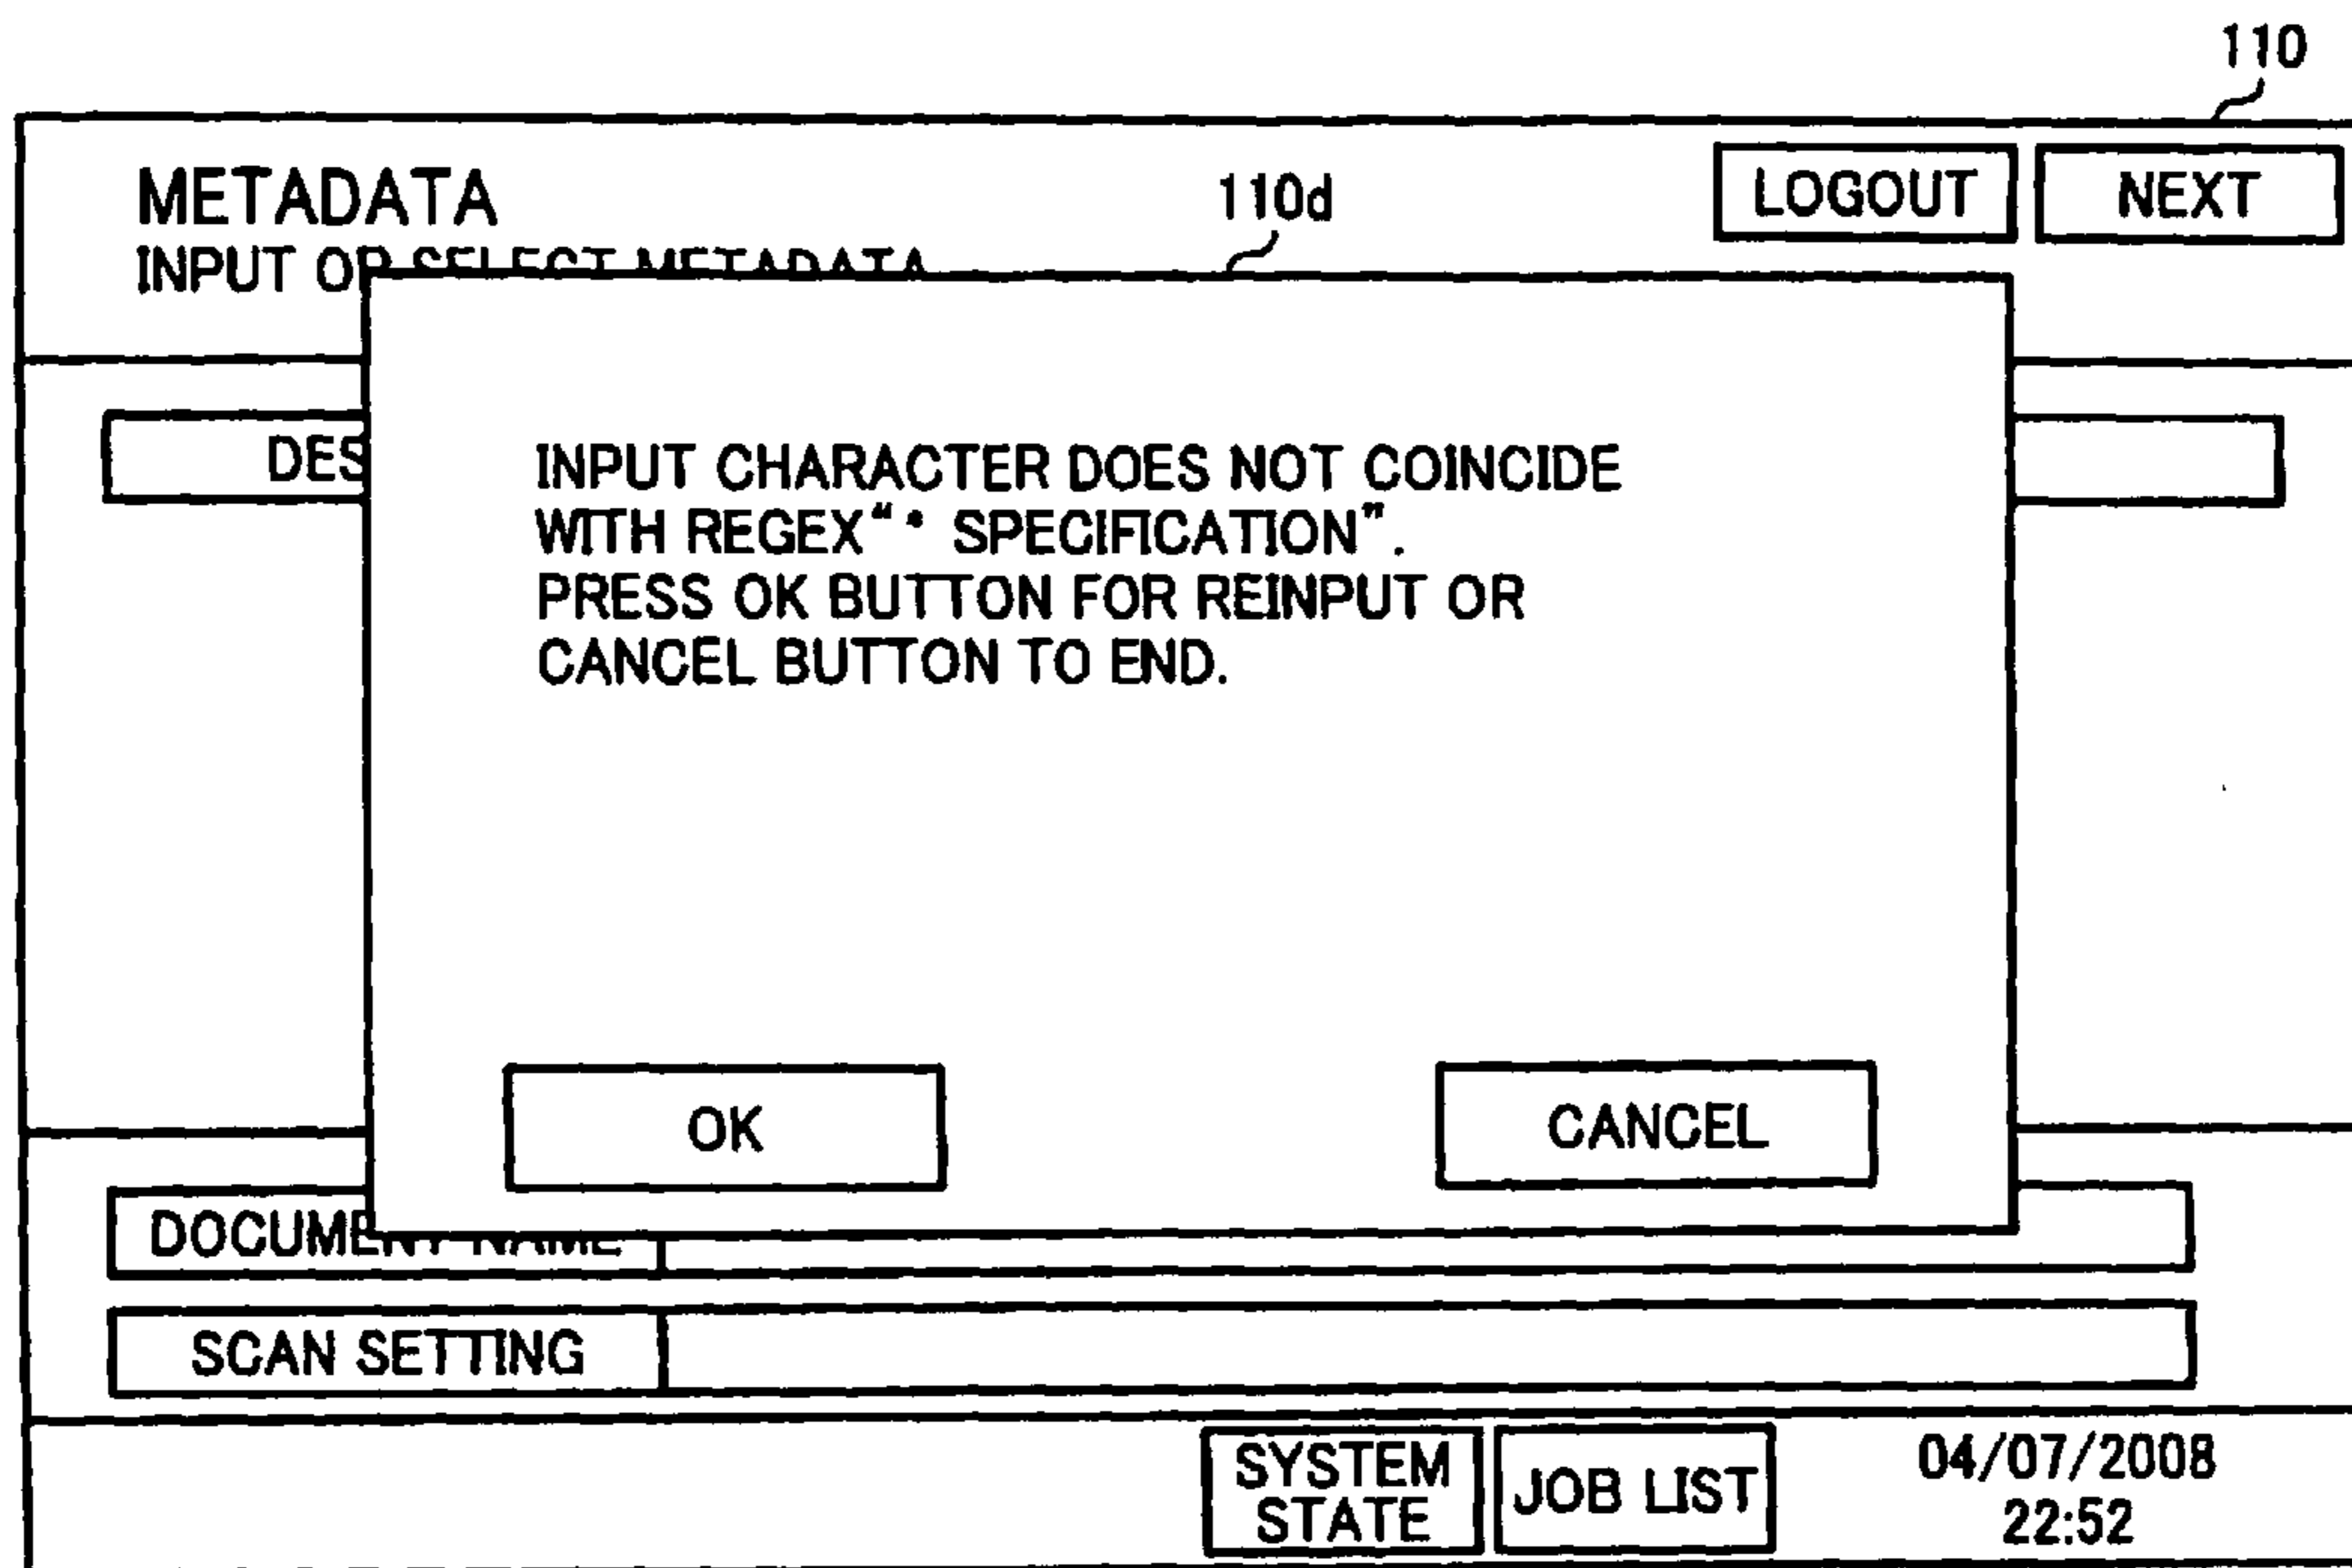 110
METADATA
110d
LOGOUT
NEXT
INPUT OR SELECT METADATA
DES
INPUT CHARACTER DOES NOT COINCIDE
WITH REGEX“* SPECIFICATION”.
PRESS OK BUTTON FOR REINPUT OR
CANCEL BUTTON TO END.
OK
CANCEL
DOCUMENT NAME
SCAN SETTING
SYSTEM
STATE
JOB LIST
04/07/2008
22:52